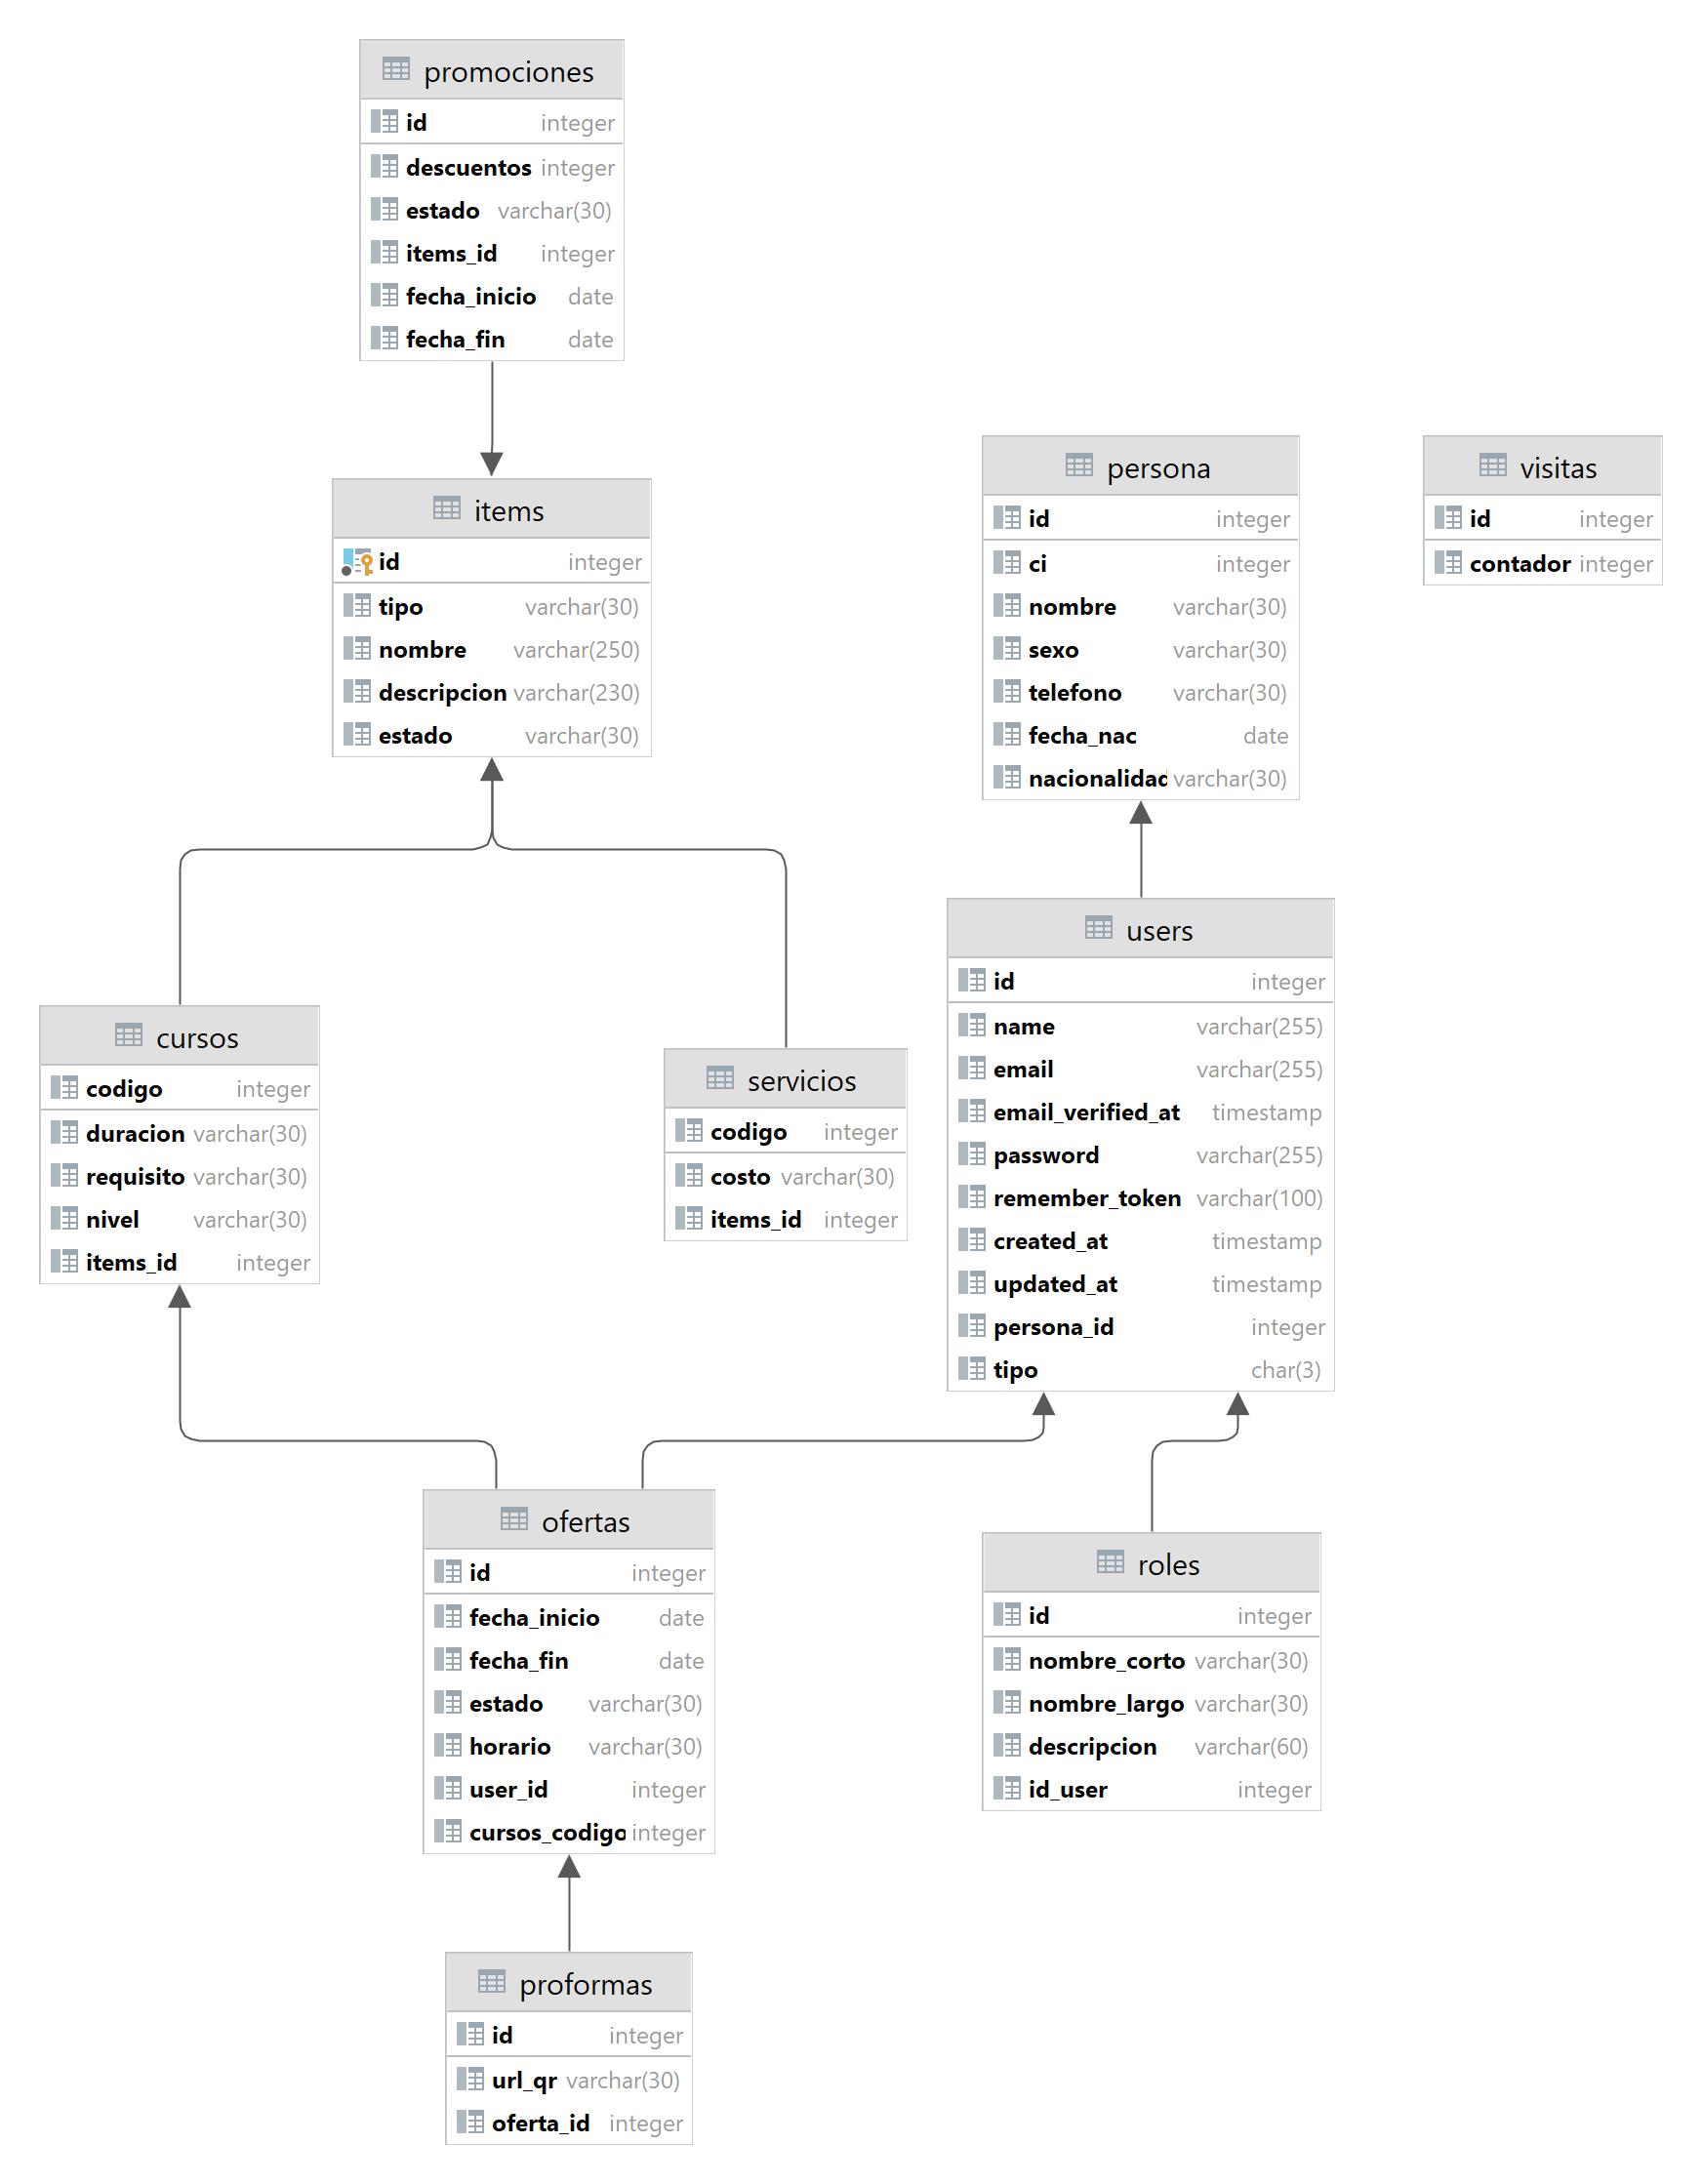 promociones
id integer
descuentos integer
estado varchar(30)
items_id integer
fecha_inicio date
fecha_fin date
items
id integer
tipo varchar(30)
nombre varchar(250)
descripcion varchar(230)
estado varchar(30)
persona
id integer
ci integer
nombre varchar(30)
sexo varchar(30)
telefono varchar(30)
fecha_nac date
nacionalidad varchar(30)
visitas
id integer
contador integer
users
id integer
name varchar(255)
email varchar(255)
email_verified_at timestamp
password varchar(255)
remember_token varchar(100)
created_at timestamp
updated_at timestamp
persona_id integer
tipo char(3)
cursos
codigo integer
duracion varchar(30)
requisito varchar(30)
nivel varchar(30)
items_id integer
servicios
codigo integer
costo varchar(30)
items_id integer
ofertas
id integer
fecha_inicio date
fecha_fin date
estado varchar(30)
horario varchar(30)
user_id integer
cursos_codigo integer
roles
id integer
nombre_corto varchar(30)
nombre_largo varchar(30)
descripcion varchar(60)
id_user integer
proformas
id integer
url_qr varchar(30)
oferta_id integer